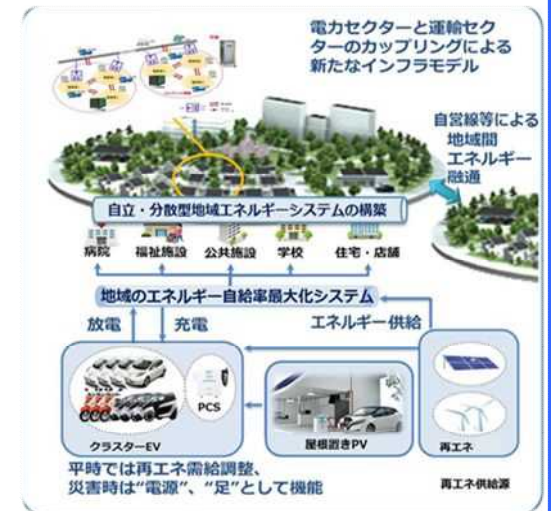 電力セクターと運輸セク
ターのカップリングによる
新たなインフラモデル
自営線等による
地域間
エネルギー
融通
自立・分散型地域エネルギーシステムの構築
病院 福祉施設 公共施設 学校 住宅・店舗
地域のエネルギー自給率最大化システム
放電 充電 エネルギー供給
PCS
クラスターEV
屋根置きPV
再エネ
平時では再エネ需給調整、
災害時は“電源”、“足”として機能
再エネ供給源